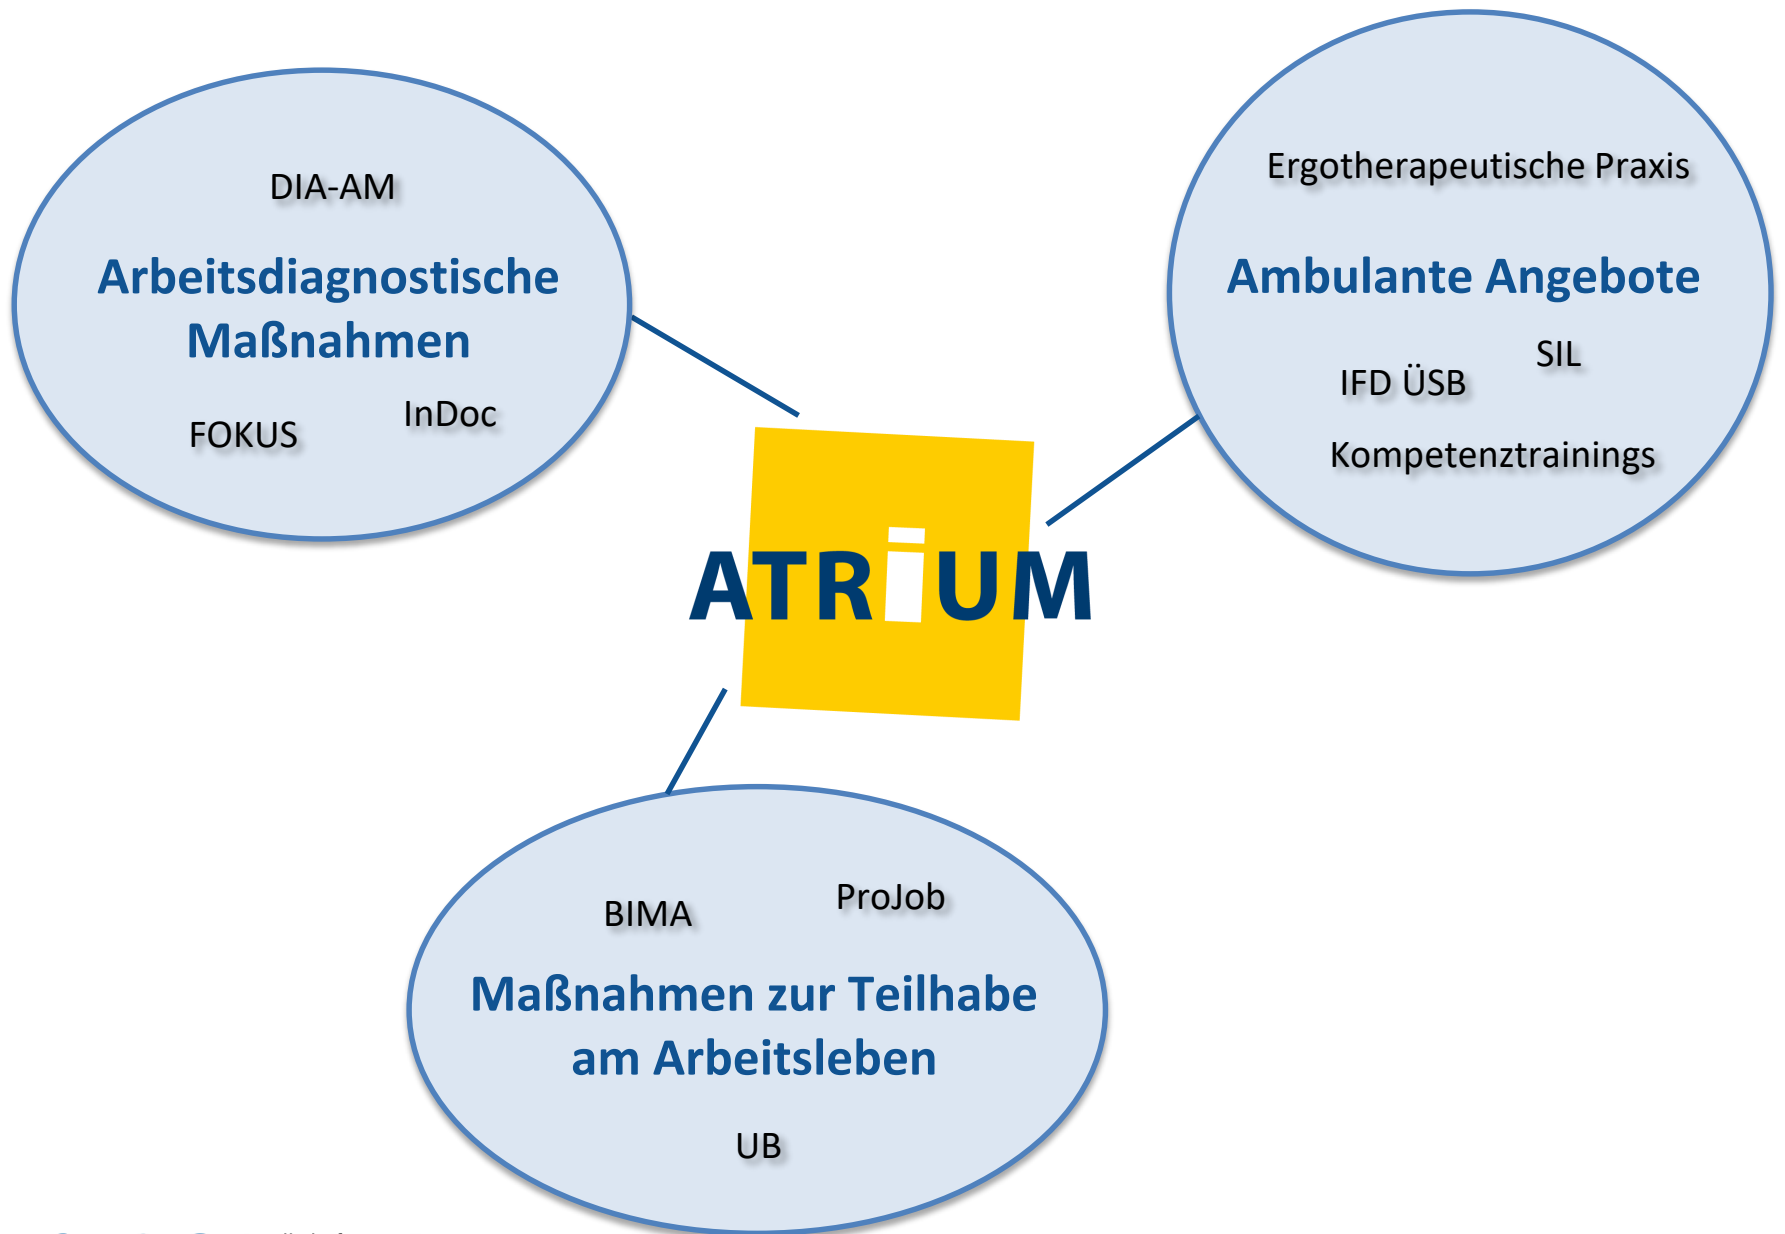 DIA-AM
Arbeitsdiagnostische
Maßnahmen
FOKUS
InDoc
Ergotherapeutische Praxis
Ambulante Angebote
SIL
IFD ÜSB
Kompetenztrainings
ATRiUM
BIMA
ProJob
Maßnahmen zur Teilhabe
am Arbeitsleben
UB